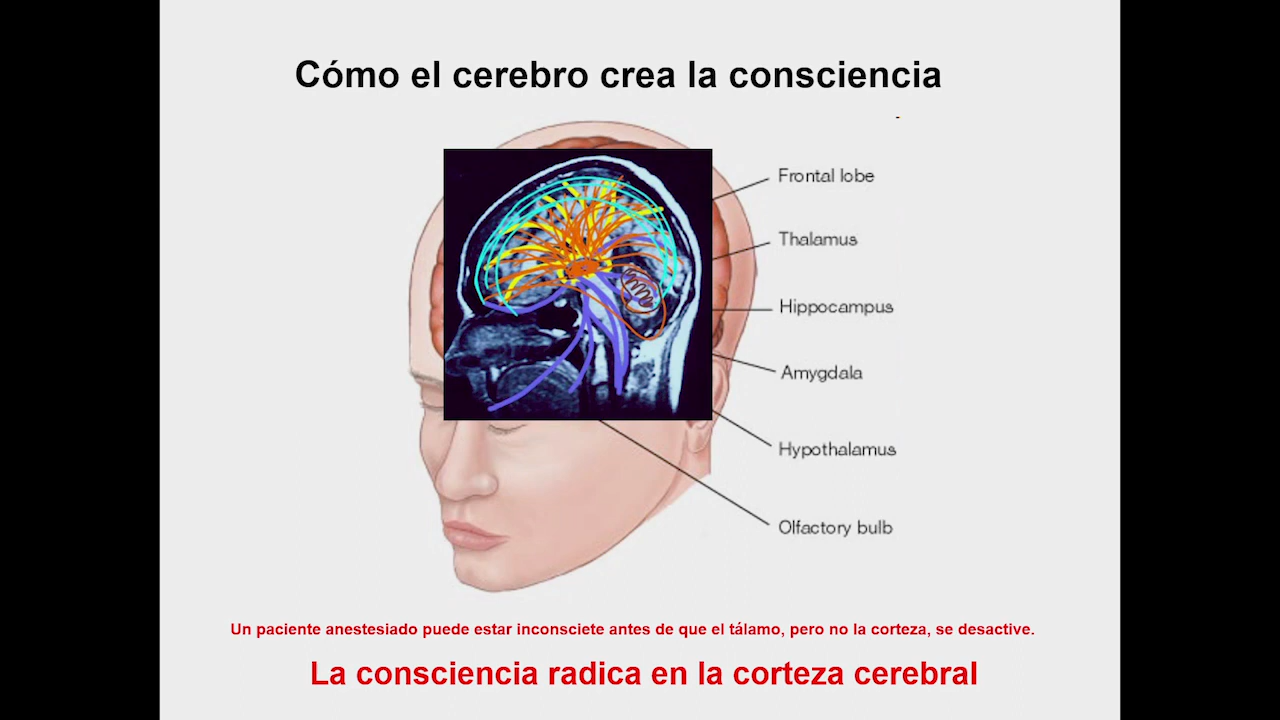 Cómo el cerebro crea la consciencia
Frontal lobe
Thalamus
Hippocampus
Amygdala
Hypothalamus
Olfactory bulb
Un paciente anestesiado puede estar inconsciete antes de que el tálamo, pero no la corteza, se desactive.
La consciencia radica en la corteza cerebral